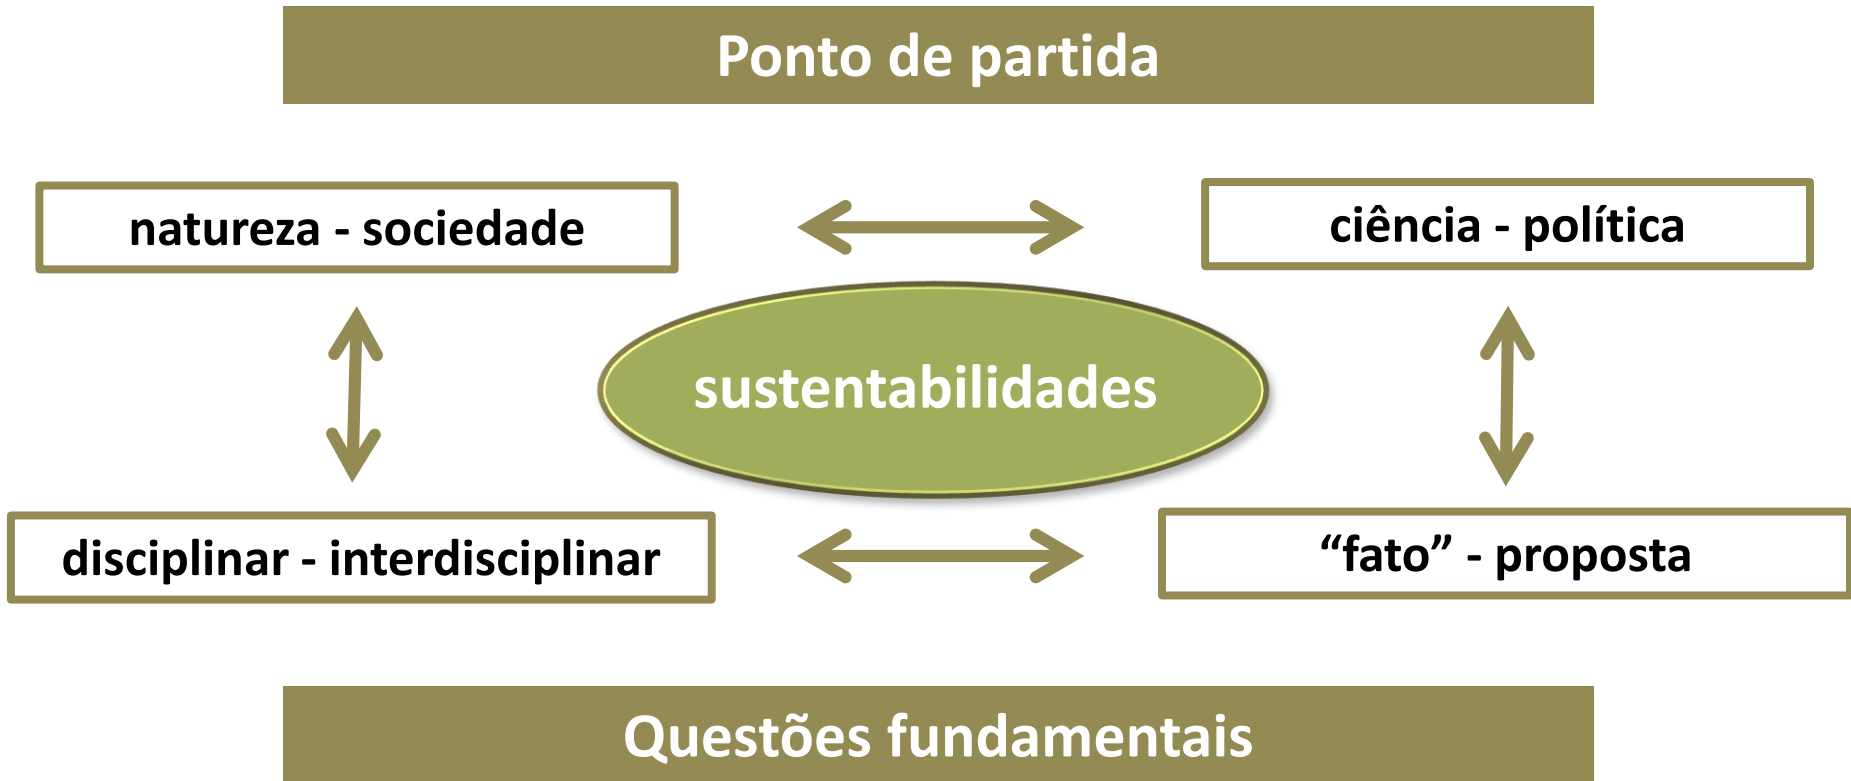 Ponto de partida
natureza - sociedade
ciência - política
sustentabilidades
disciplinar - interdisciplinar
“fato” - proposta
Questões fundamentais